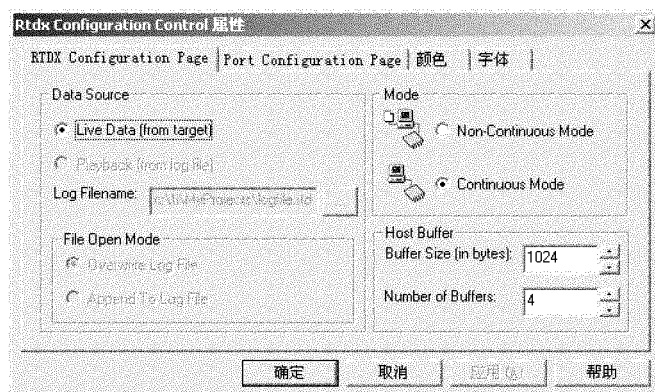 Rtdx Configuration Control 属性
RTDX Configuration Page Port Configuration Page 颜色 字体
Data Source
Live Data (from target)
Playback (from log file)
Log Filename:
File Open Mode
Overwrite Log File
Append To Log File
Mode
Non-Continuous Mode
Continuous Mode
Host Buffer
Buffer Size (in bytes): 1024
Number of Buffers: 4
确定 取消 应用(A) 帮助